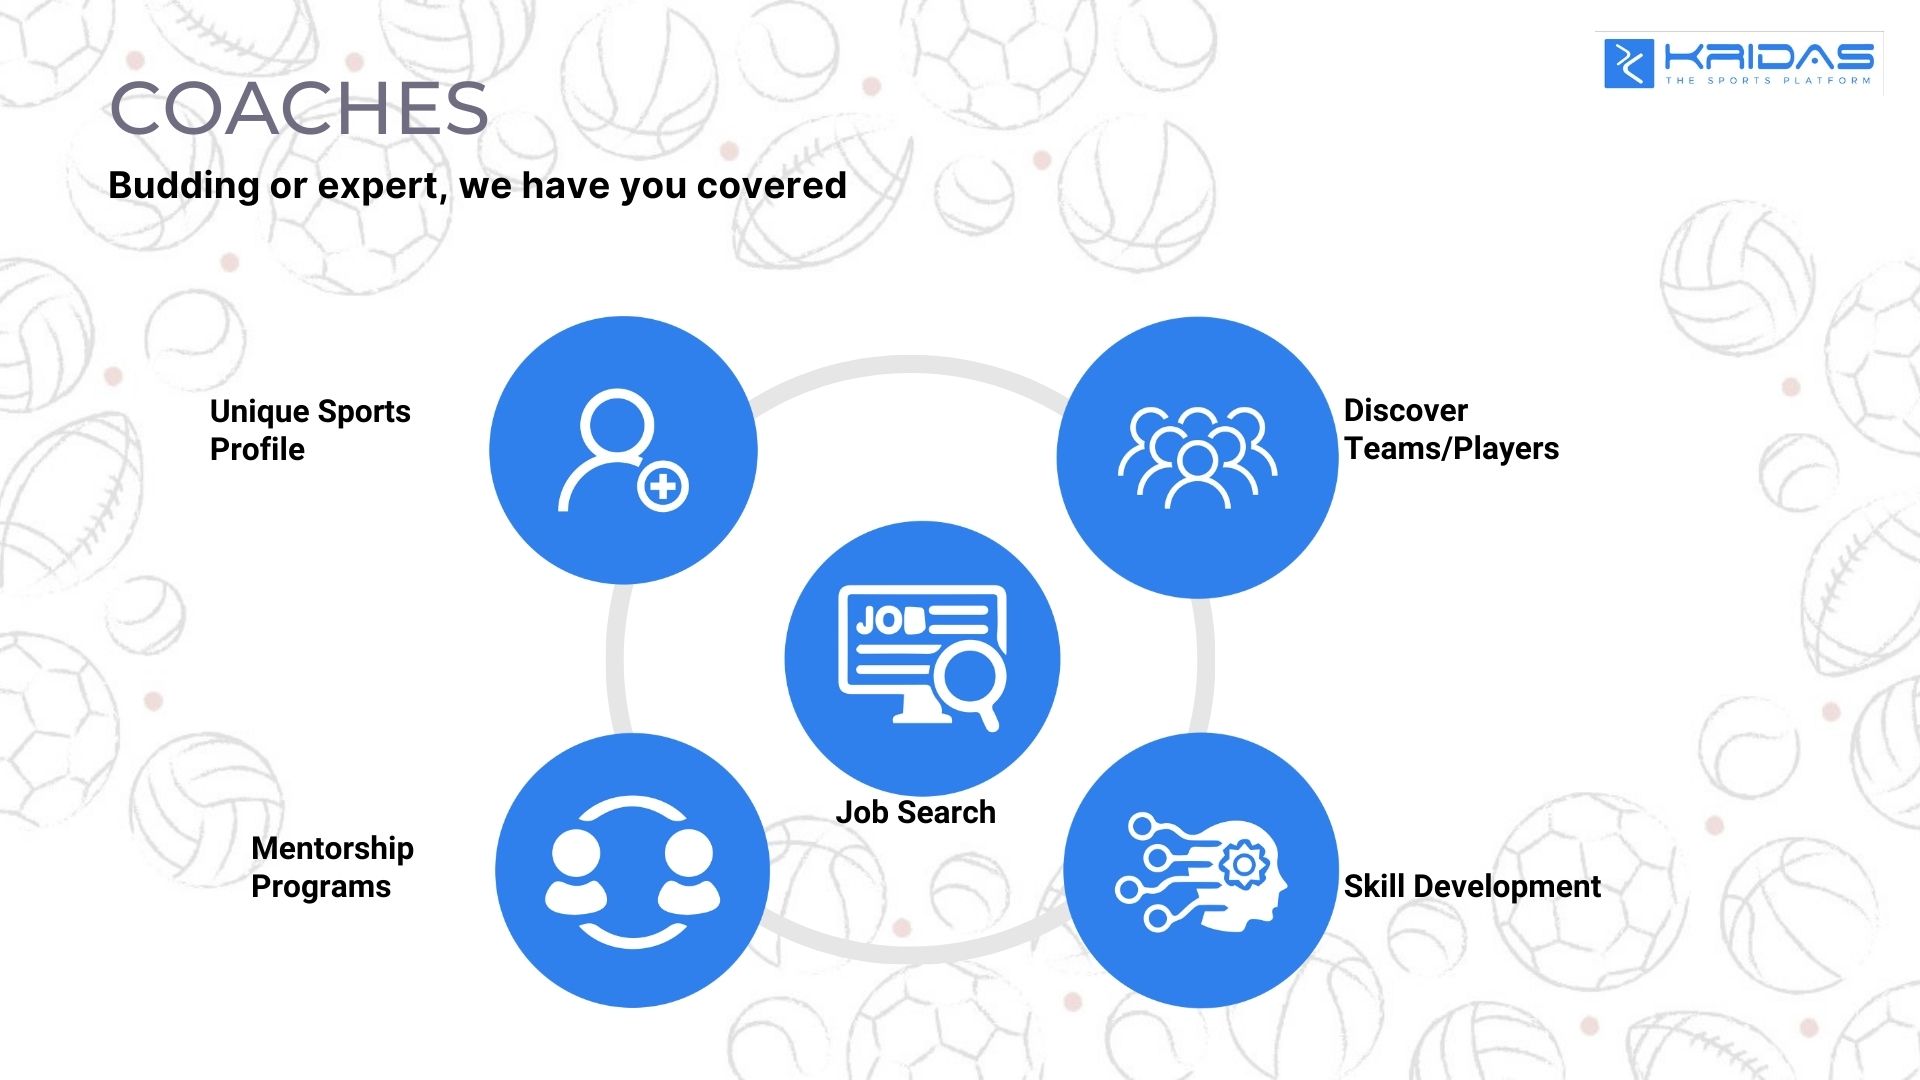 KRIDAS
THE SPORTS PLATFORM
COACHES
Budding or expert, we have you covered
Unique Sports
Profile
Discover
Teams/Players
JOB
Job Search
Mentorship
Programs
Skill Development